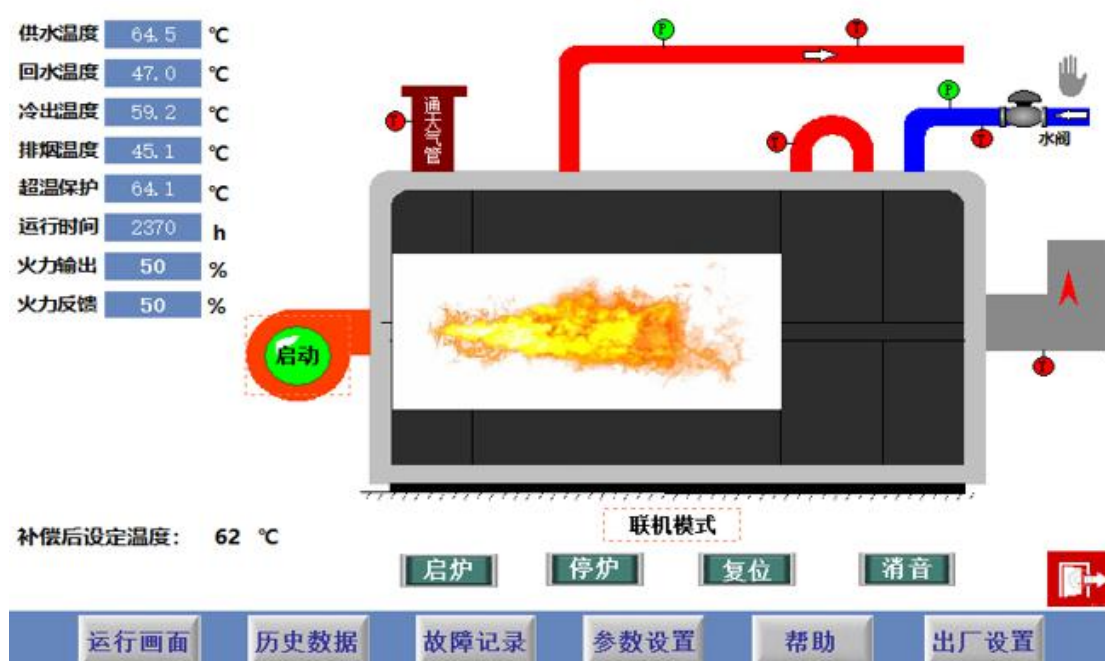 供水温度 64.5 ℃
回水温度 47.0 ℃
冷出温度 59.2 ℃
排烟温度 45.1 ℃
超温保护 64.1 ℃
运行时间 2370 h
火力输出 50 %
火力反馈 50 %
P
T
P
T
通天气管
T
T
水阀
启动
T
联机模式
补偿后设定温度： 62 ℃
启炉 停炉 复位 消音
运行画面 历史数据 故障记录 参数设置 帮助 出厂设置